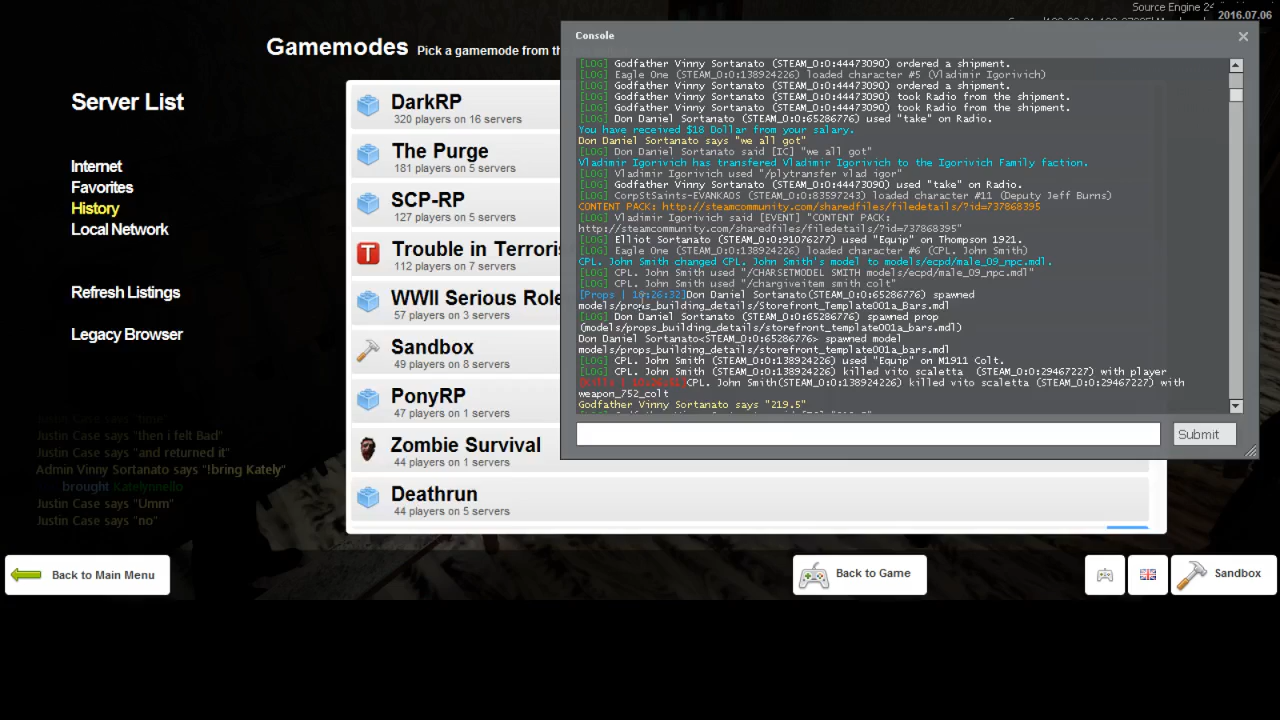 Source Engine 24
2016.07.06
Gamemodes Pick a gamemode from th
Server List
Internet
Favorites
History
Local Network
Refresh Listings
Legacy Browser
DarkRP
320 players on 16 servers
The Purge
181 players on 5 servers
SCP-RP
127 players on 5 servers
Trouble in Terroris
112 players on 7 servers
WWII Serious Role
57 players on 3 servers
Sandbox
49 players on 8 servers
PonyRP
47 players on 1 servers
Zombie Survival
44 players on 1 servers
Deathrun
44 players on 5 servers
Console
[LOG] Godfather Vinny Sortanato (STEAM_0:0:44473090) ordered a shipment.
[LOG] Eagle One (STEAM_0:0:138924226) loaded character #5 (Vladimir Igorivich)
[LOG] Godfather Vinny Sortanato (STEAM_0:0:44473090) ordered a shipment.
[LOG] Godfather Vinny Sortanato (STEAM_0:0:44473090) took Radio from the shipment.
[LOG] Godfather Vinny Sortanato (STEAM_0:0:44473090) took Radio from the shipment.
[LOG] Don Daniel Sortanato (STEAM_0:0:65286776) used "take" on Radio.
You have received $18 Dollar from your salary.
Don Daniel Sortanato says "we all got"
[LOG] Don Daniel Sortanato said [IC] "we all got"
Vladimir Igorivich has transfered Vladimir Igorivich to the Igorivich Family faction.
[LOG] Vladimir Igorivich used "/plytransfer vlad igor"
[LOG] Godfather Vinny Sortanato (STEAM_0:0:44473090) used "take" on Radio.
[LOG] CorpStSaints-EVANKAOS (STEAM_0:0:83597243) loaded character #11 (Deputy Jeff Burns)
CONTENT PACK: http://steamcommunity.com/sharedfiles/filedetails/?id=737868395
[LOG] Vladimir Igorivich said [EVENT] "CONTENT PACK:
http://steamcommunity.com/sharedfiles/filedetails/?id=737868395"
[LOG] Elliot Sortanato (STEAM_0:0:91076277) used "Equip" on Thompson 1921.
[LOG] Eagle One (STEAM_0:0:138924226) loaded character #6 (CPL. John Smith)
CPL. John Smith changed CPL. John Smith's model to models/ecpd/male_09_npc.mdl.
[LOG] CPL. John Smith used "/CHARSETMODEL SMITH models/ecpd/male_09_npc.mdl"
[LOG] CPL. John Smith used "/chargiveitem smith colt"
[Props | 10:26:32]Don Daniel Sortanato(STEAM_0:0:65286776) spawned
models/props_building_details/Storefront_Template001a_Bars.mdl
[LOG] Don Daniel Sortanato (STEAM_0:0:65286776) spawned prop
(models/props_building_details/Storefront_Template001a_Bars.mdl)
Don Daniel Sortanato<STEAM_0:0:65286776> spawned model
models/props_building_details/storefront_template001a_bars.mdl
[LOG] CPL. John Smith (STEAM_0:0:138924226) used "Equip" on M1911 Colt.
[LOG] CPL. John Smith (STEAM_0:0:138924226) killed vito scaletta (STEAM_0:0:29467227) with player
[Kills | 10:26:51]CPL. John Smith(STEAM_0:0:138924226) killed vito scaletta (STEAM_0:0:29467227) with
weapon_752_colt
Godfather Vinny Sortanato says "219.5"
Submit
Justin Case says "then i felt Bad"
Justin Case says "and returned it"
Admin Vinny Sortanato says "!bring Kately"
brought Katelynnello
Justin Case says "Umm"
Justin Case says "no"
Back to Main Menu
Back to Game
Sandbox